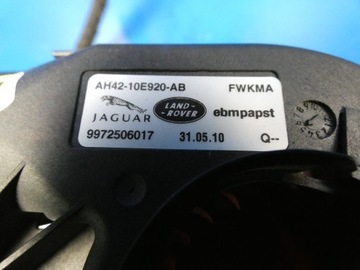 AH42-10E920-AB FWKMA
JAGUAR LAND-ROVER ebmpapst
9972506017 31.05.10 Q--